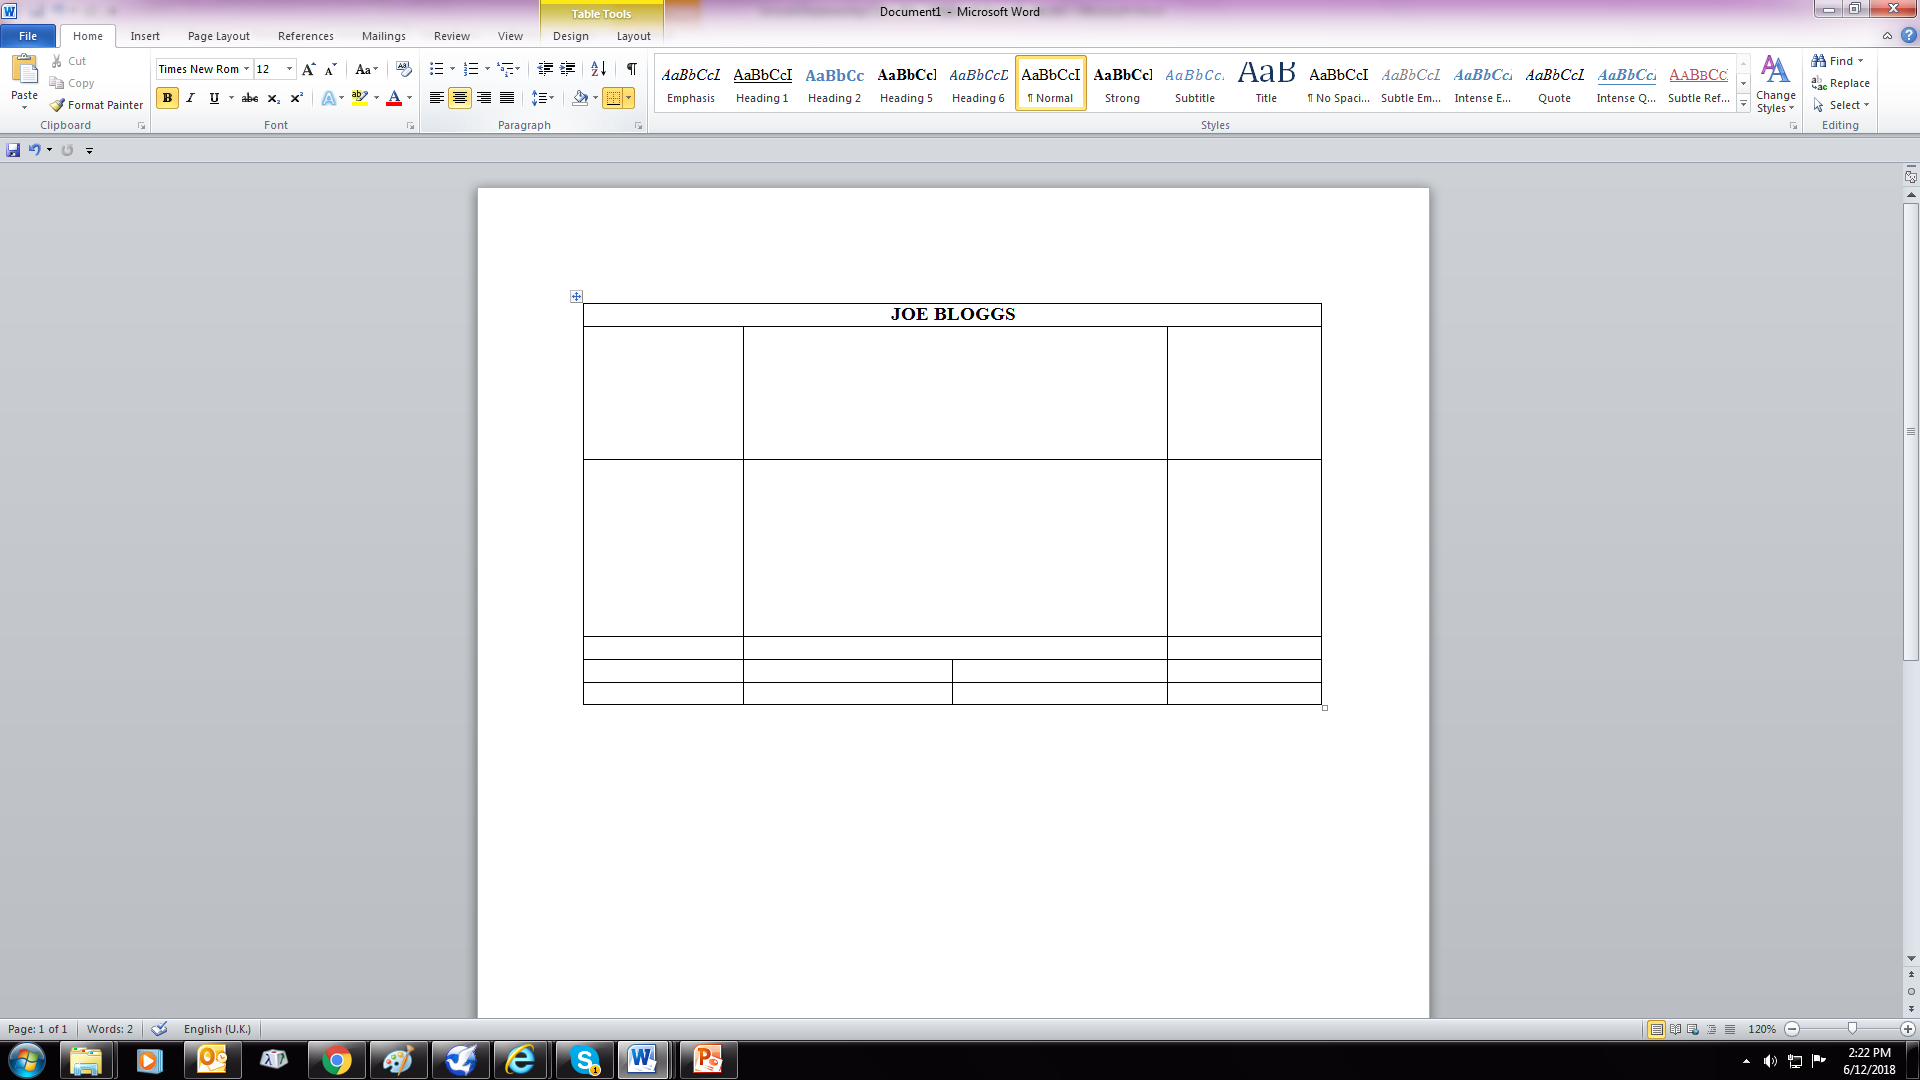 Table Tools
Document1 - Microsoft Word
File Home Insert Page Layout References Mailings Review View Design Layout
Paste
Cut
Copy
Format Painter
Clipboard
Times New Rom 12
Font
Paragraph
AaBbCcI AaBbCcI AaBbCc AaBbCcI AaBbCcD AaBbCcI AaBbCcI AaBbCc. AaB AaBbCcI AaBbCcI AaBbCcI AaBbCcI AaBbCcI AABBCC
Emphasis Heading 1 Heading 2 Heading 5 Heading 6 ¶ Normal Strong Subtitle Title ¶ No Spaci... Subtle Em... Intense E... Quote Intense Q... Subtle Ref...
Styles
Change
Styles
Find
Replace
Select
Editing
JOE BLOGGS
Page: 1 of 1 Words: 2 English (U.K.) 120%
2:22 PM
6/12/2018